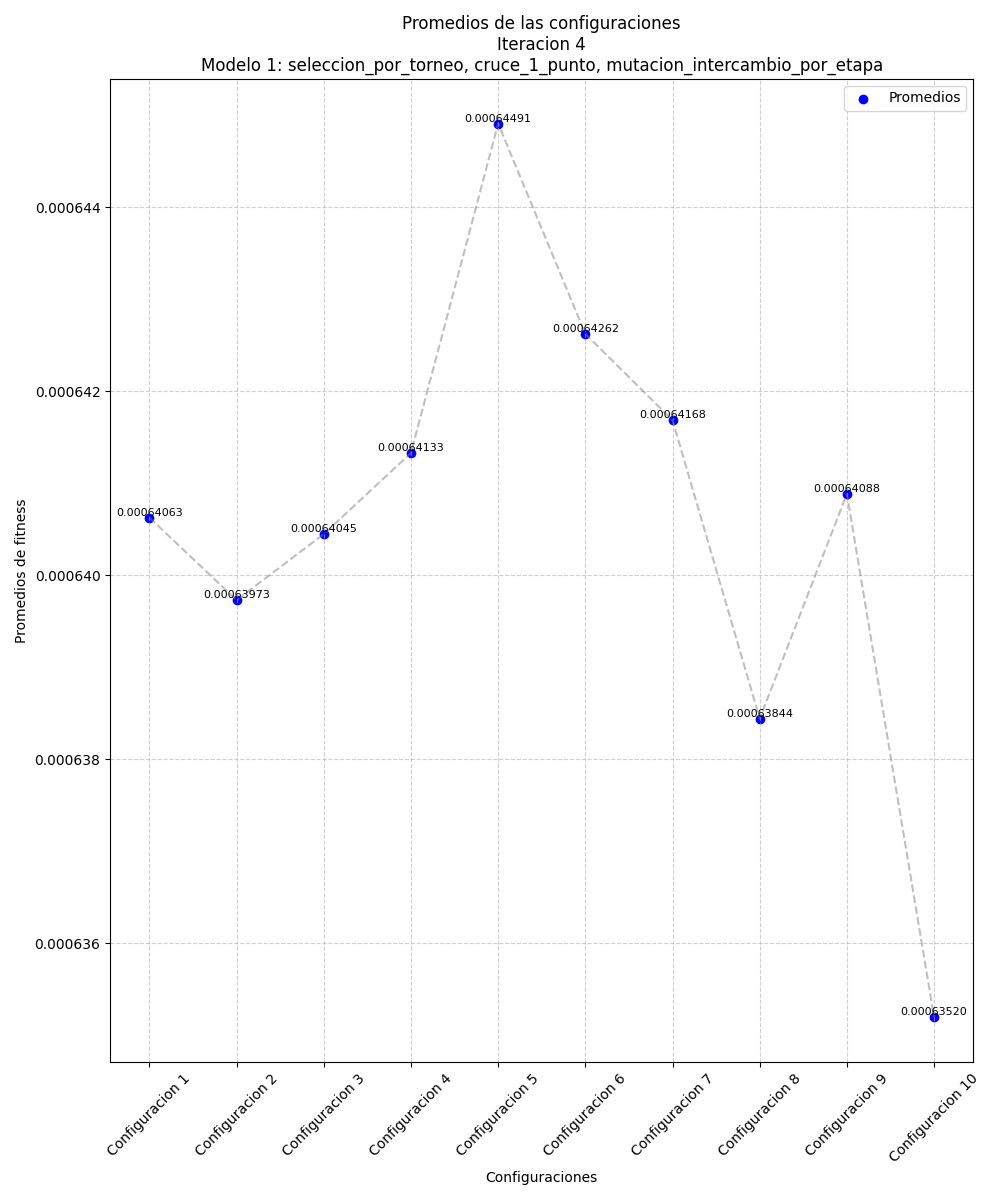 Promedios de las configuraciones
Iteracion 4
Modelo 1: seleccion_por_torneo, cruce_1_punto, mutacion_intercambio_por_etapa
Promedios
0.00064491
0.000644
0.00064262
0.000642
0.00064168
0.00064133
0.00064088
0.00064063
0.00064045
0.000640
0.00063973
0.00063844
0.000638
0.000636
0.00063520
Promedios de fitness
Configuracion 1
Configuracion 2
Configuracion 3
Configuracion 4
Configuracion 5
Configuracion 6
Configuracion 7
Configuracion 8
Configuracion 9
Configuracion 10
Configuraciones